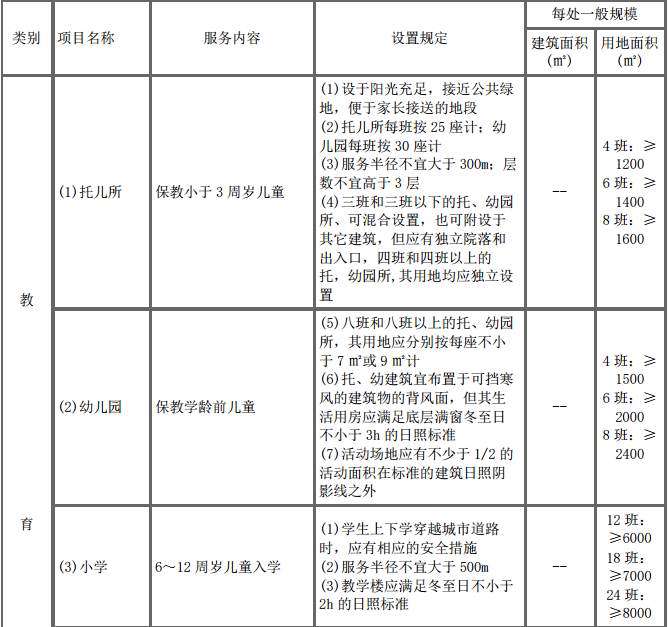 类别
项目名称
服务内容
设置规定
每处一般规模
建筑面积
(㎡)
用地面积
(㎡)
教
育
(1)托儿所
保教小于 3 周岁儿童
(1)设于阳光充足，接近公共绿
地，便于家长接送的地段
(2)托儿所每班按 25 座计；幼
儿园每班按 30 座计
(3)服务半径不宜大于 300m；层
数不宜高于 3 层
(4)三班和三班以下的托、幼园
所、可混合设置，也可附设于
其它建筑，但应有独立院落和
出入口，四班和四班以上的
托，幼园所,其用地均应独立设
置
--
4 班：≥
1200
6 班：≥
1400
8 班：≥
1600
(2)幼儿园
保教学龄前儿童
(5)八班和八班以上的托、幼园
所，其用地应分别按每座不小
于 7 ㎡或 9 ㎡计
(6)托、幼建筑宜布置于可挡寒
风的建筑物的背风面，但其生
活用房应满足底层满窗冬至日
不小于 3h 的日照标准
(7)活动场地应有不少于 1/2 的
活动面积在标准的建筑日照阴
影线之外
--
4 班：≥
1500
6 班：≥
2000
8 班：≥
2400
(3)小学
6～12 周岁儿童入学
(1)学生上下学穿越城市道路
时，应有相应的安全措施
(2)服务半径不宜大于 500m
(3)教学楼应满足冬至日不小于
2h 的日照标准
--
12 班：
≥6000
18 班：
≥7000
24 班：
≥8000